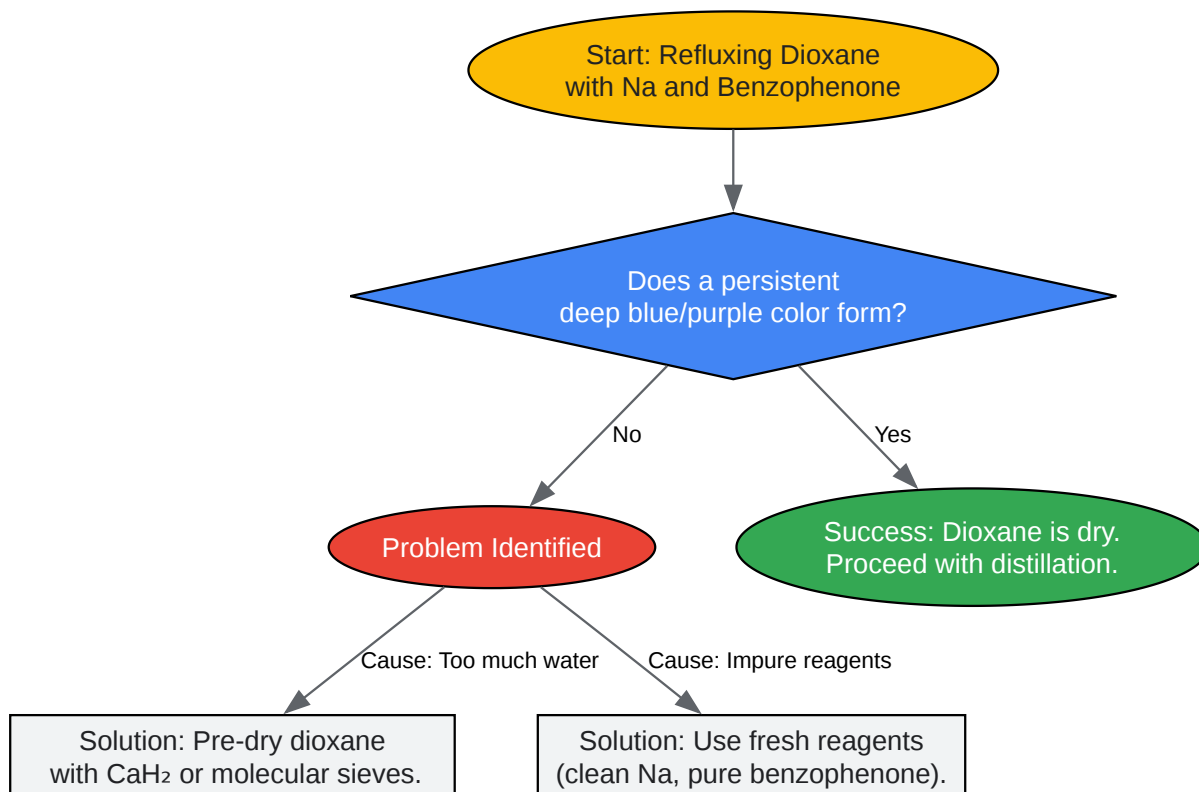 Start: Refluxing Dioxane
with Na and Benzophenone
Does a persistent
deep blue/purple color form?
No
Yes
Problem Identified
Success: Dioxane is dry.
Proceed with distillation.
Cause: Too much water
Cause: Impure reagents
Solution: Pre-dry dioxane
with CaH₂ or molecular sieves.
Solution: Use fresh reagents
(clean Na, pure benzophenone).